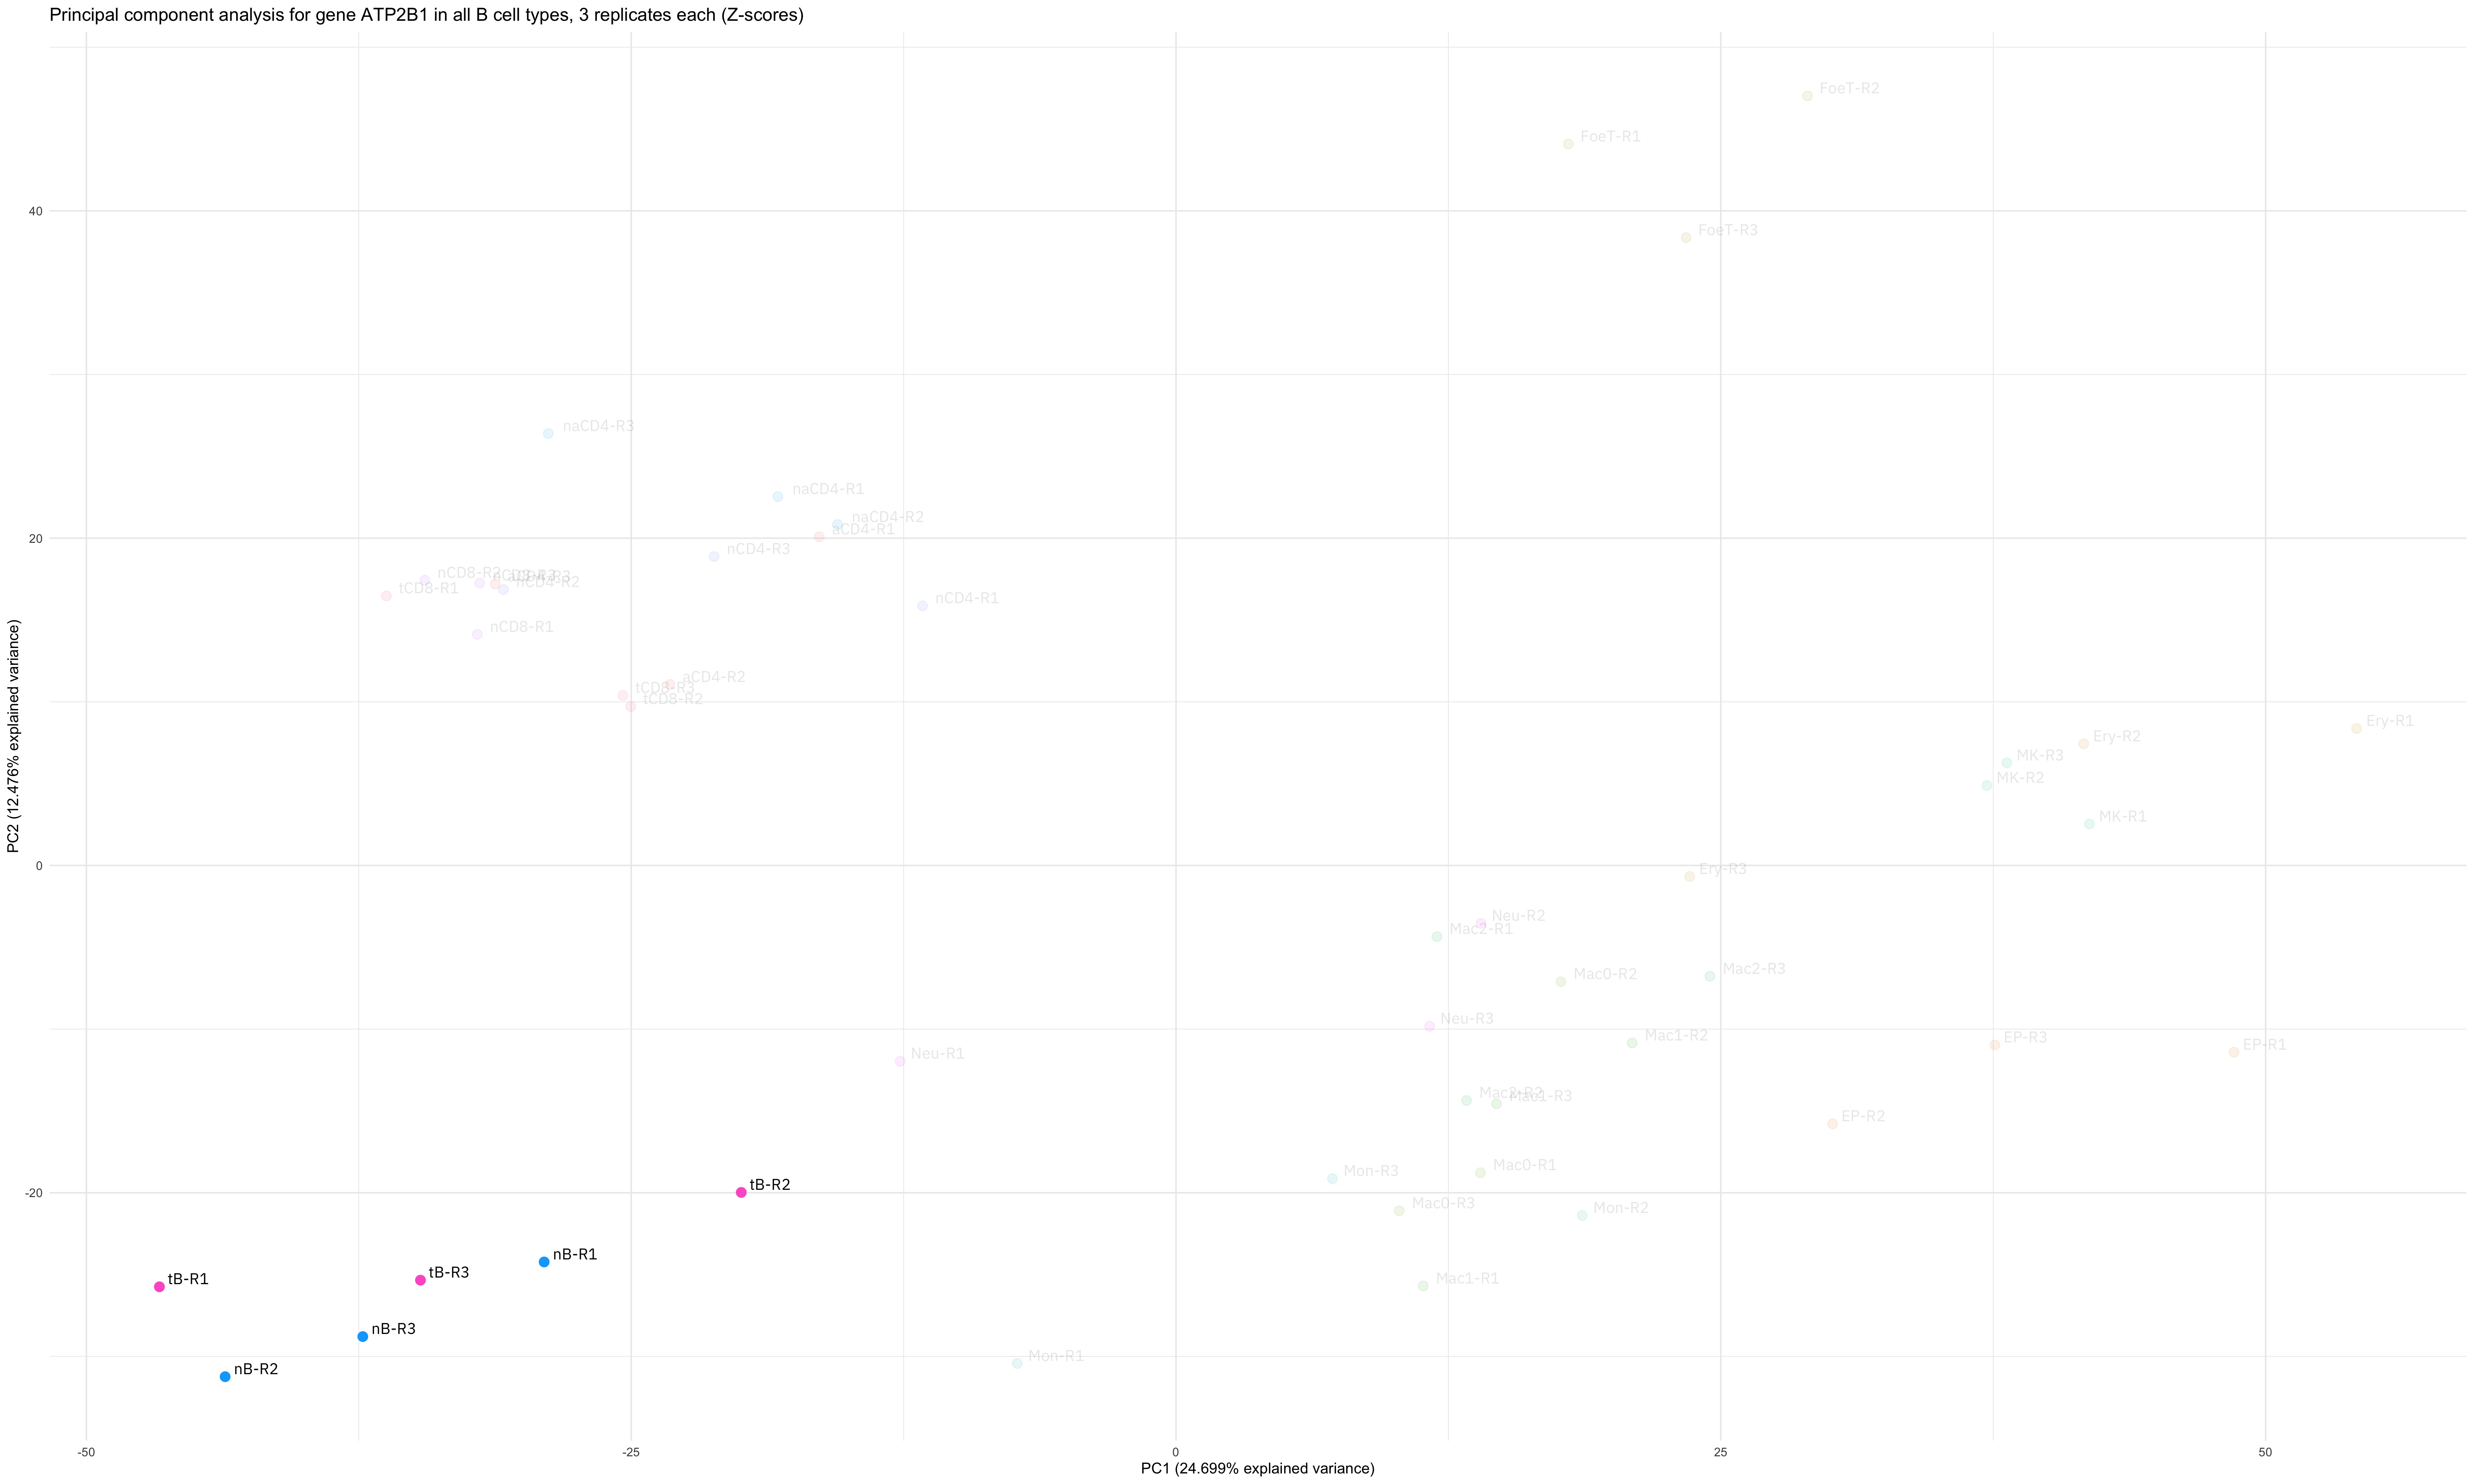 Principal component analysis for gene ATP2B1 in all B cell types, 3 replicates each (Z-scores)
FoeT-R2
FoeT-R1
40
FoeT-R3
naCD4-R3
naCD4-R1
naCD4-R2
aCD4-R1
20
nCD4-R3
nCD8-R2
nCD4-R2
tCD8-R1
nCD4-R1
nCD8-R1
aCD4-R2
tCD8-R3
tCD8-R2
Ery-R1
Ery-R2
MK-R3
MK-R2
MK-R1
PC2 (12.476% explained variance)
0
Ery-R3
Neu-R2
Mac2-R1
Mac2-R3
Mac0-R2
Neu-R3
Mac1-R2
EP-R3
EP-R1
Neu-R1
Mac2-R2
Mac1-R3
EP-R2
Mon-R3
Mac0-R1
-20
tB-R2
Mac0-R3
Mon-R2
nB-R1
tB-R3
tB-R1
Mac1-R1
nB-R3
Mon-R1
nB-R2
-50
-25
0
25
50
PC1 (24.699% explained variance)